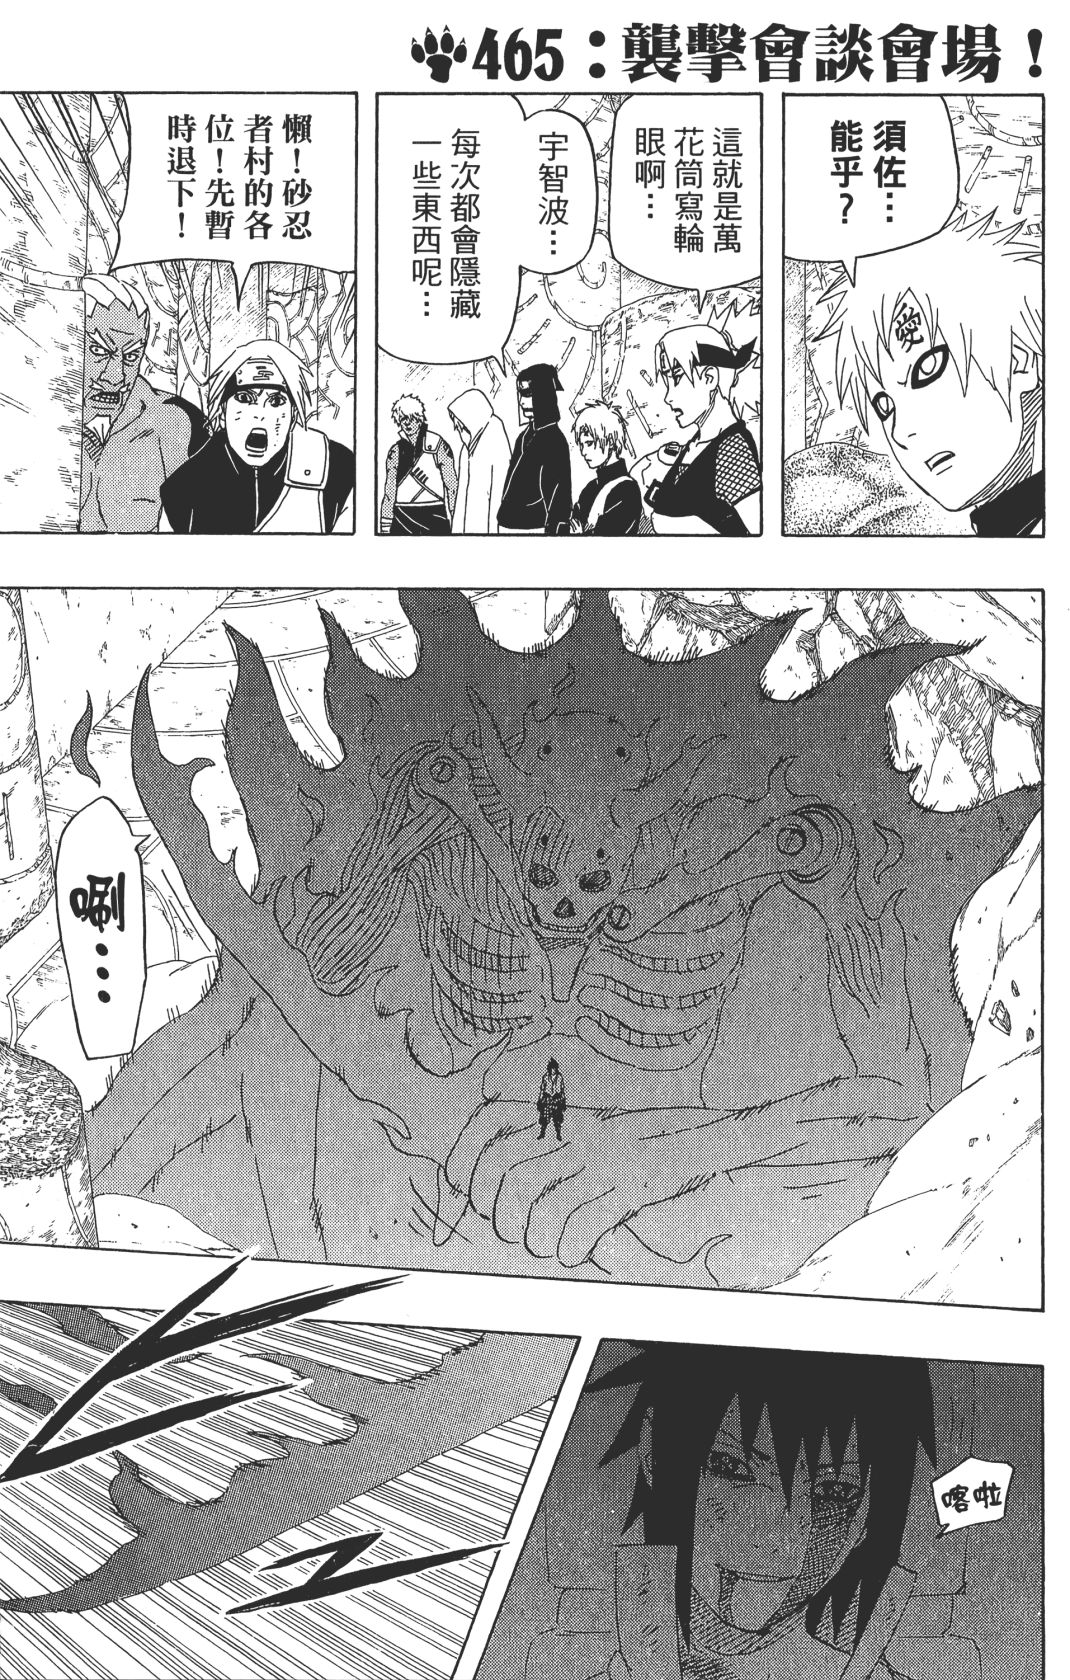 465：襲擊會談會場！
須佐…
能乎？
愛
這就是萬
花筒寫輪
眼啊…
宇智波…
每次都會隱藏
一些東西呢…
懶！砂忍
者村的各
位！先暫
時退下！
唰…
喀啦